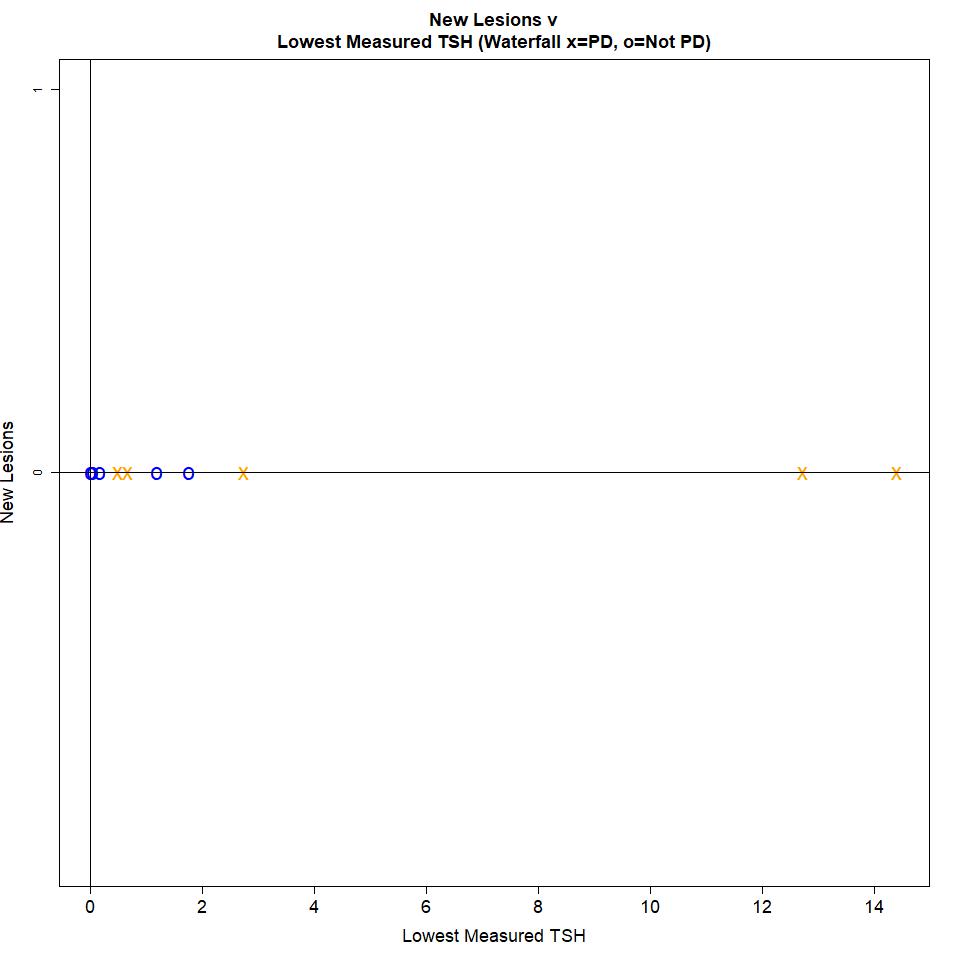 New Lesions v
Lowest Measured TSH (Waterfall x=PD, o=Not PD)
1
0
New Lesions
O O O X X O O X X X
0 2 4 6 8 10 12 14
Lowest Measured TSH